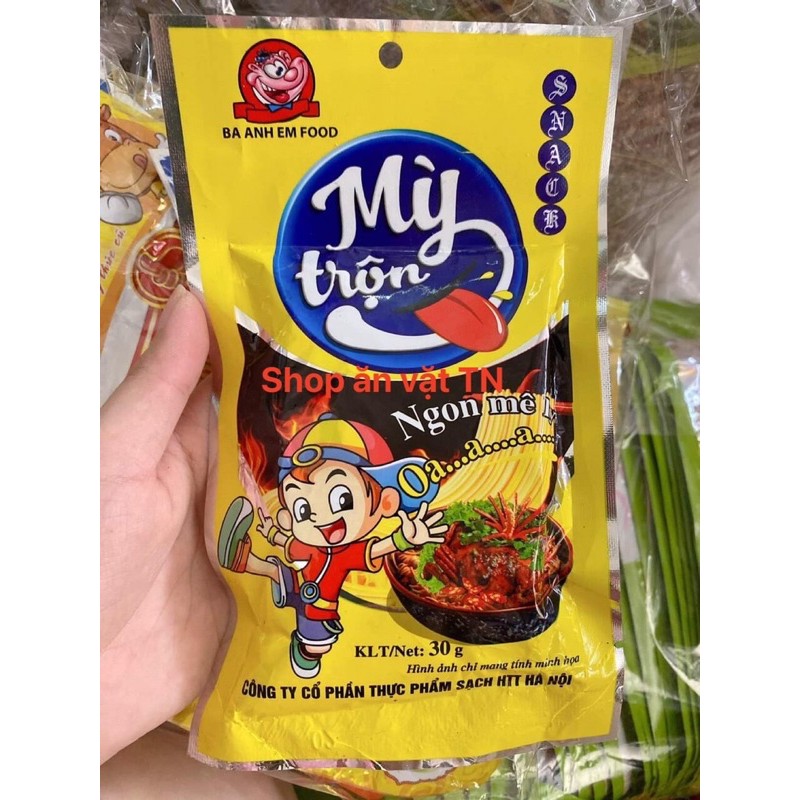 BA ANH EM FOOD
SNACK
Mỳ
trộn
Shop ăn vặt TN
Ngon mê
Oa...a....a....
KLT/Net: 30 g
Hình ảnh chỉ mang tính minh họa
CÔNG TY CỔ PHẦN THỰC PHẨM SẠCH HTT HÀ NỘI